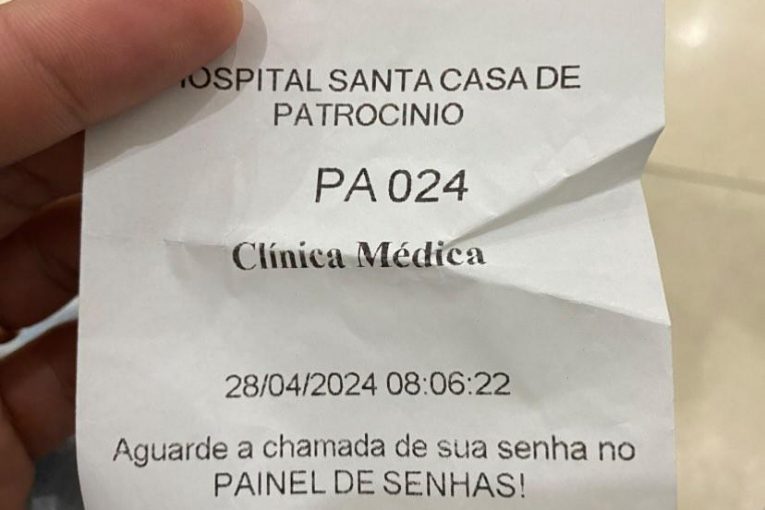 HOSPITAL SANTA CASA DE
PATROCINIO
PA 024
Clínica Médica
28/04/2024 08:06:22
Aguarde a chamada de sua senha no
PAINEL DE SENHAS!